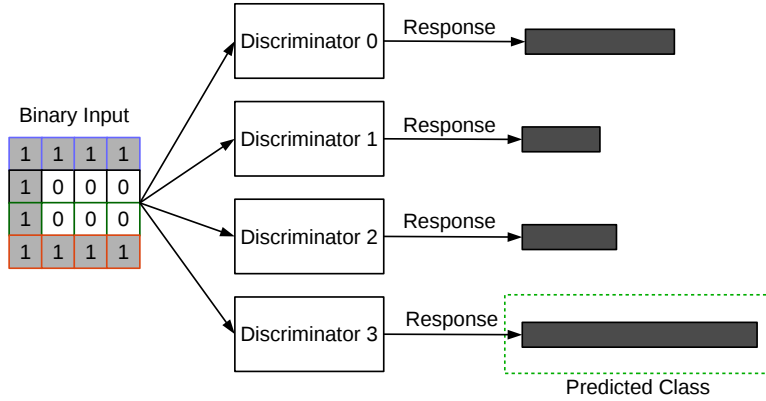 Discriminator 0
Response
Binary Input
Discriminator 1
Response
1 1 1 1
1 0 0 0
1 0 0 0
1 1 1 1
Discriminator 2
Response
Discriminator 3
Response
Predicted Class